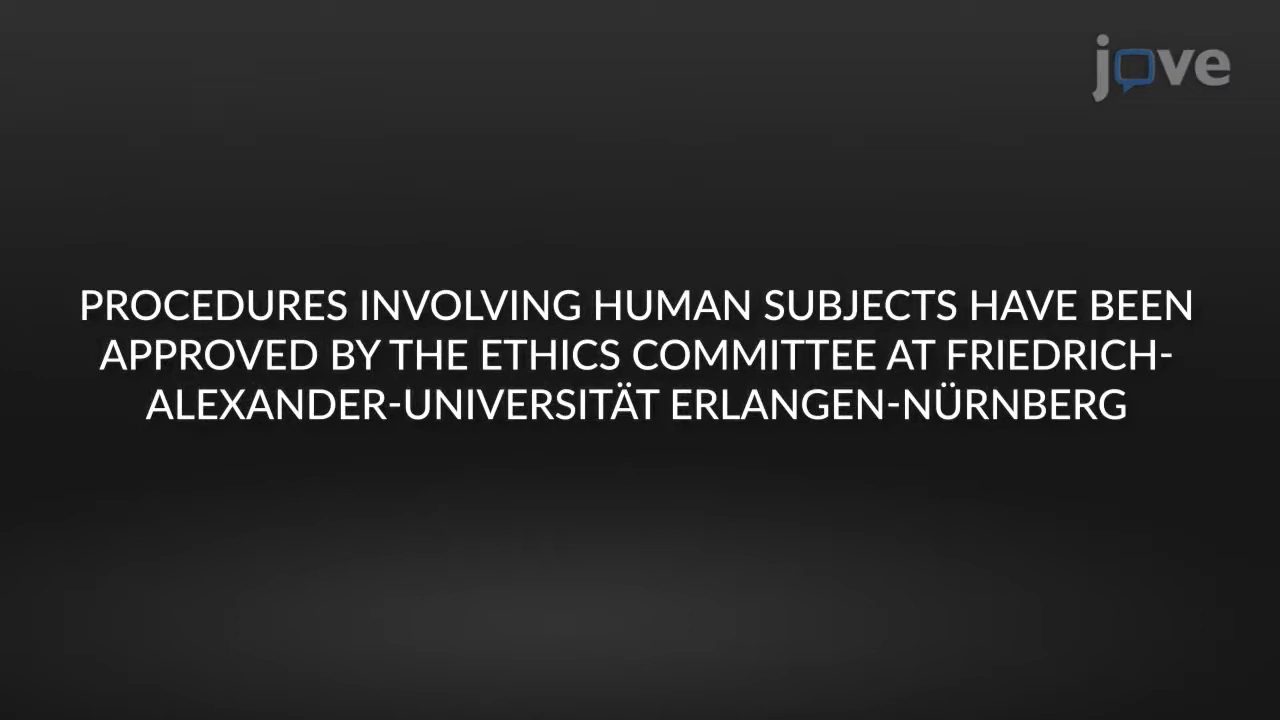 jove
PROCEDURES INVOLVING HUMAN SUBJECTS HAVE BEEN
APPROVED BY THE ETHICS COMMITTEE AT FRIEDRICH-
ALEXANDER-UNIVERSITÄT ERLANGEN-NÜRNBERG